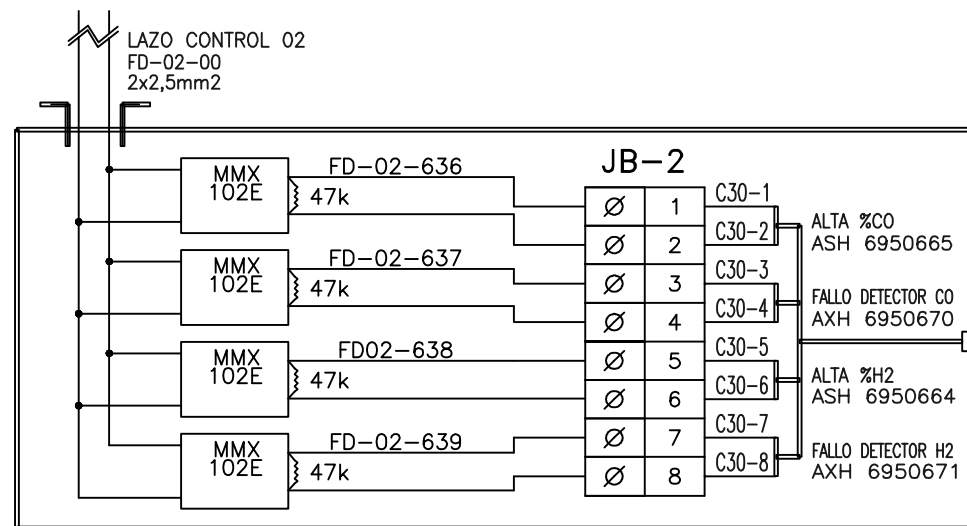 LAZO CONTROL 02
FD-02-00
2x2,5mm2
JB-2
MMX
102E
FD-02-636
47k
1
C30-1
2
C30-2
ALTA %CO
ASH 6950665
MMX
102E
FD-02-637
47k
3
C30-3
4
C30-4
FALLO DETECTOR CO
AXH 6950670
MMX
102E
FD02-638
47k
5
C30-5
6
C30-6
ALTA %H2
ASH 6950664
MMX
102E
FD-02-639
47k
7
C30-7
8
C30-8
FALLO DETECTOR H2
AXH 6950671